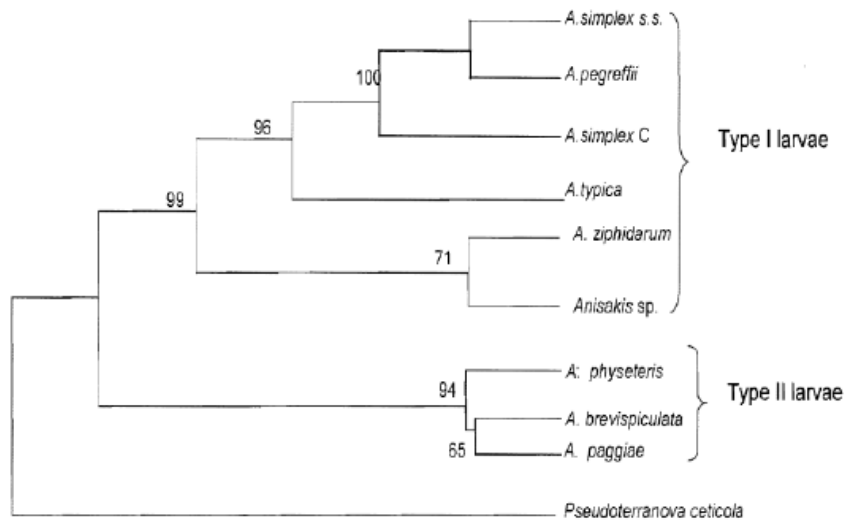 A.simplex s.s.
A.pegreffii
100
A.simplex C
Type I larvae
96
A.typica
99
A. ziphidarum
71
Anisakis sp.
A: physeteris
94
Type II larvae
A. brevispiculata
65
A. paggiae
Pseudoterranova ceticola